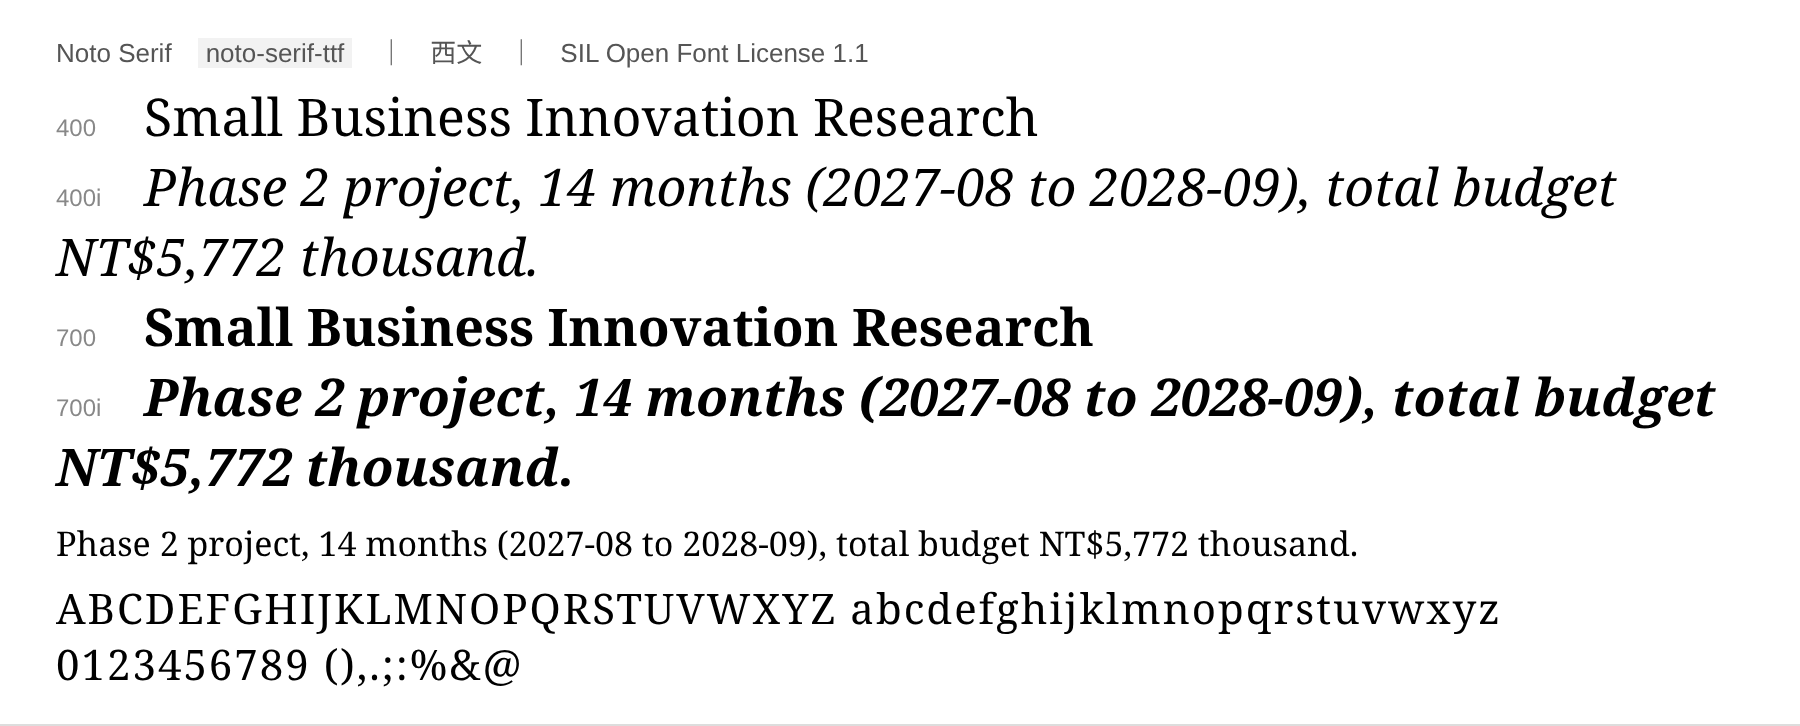 Noto Serif noto-serif-ttf | 西文 | SIL Open Font License 1.1
400 Small Business Innovation Research
400i Phase 2 project, 14 months (2027-08 to 2028-09), total budget
NT$5,772 thousand.
700 Small Business Innovation Research
700i Phase 2 project, 14 months (2027-08 to 2028-09), total budget
NT$5,772 thousand.
Phase 2 project, 14 months (2027-08 to 2028-09), total budget NT$5,772 thousand.
ABCDEFGHIJKLMNOPQRSTUVWXYZ abcdefghijklmnopqrstuvwxyz
0123456789 (),.;:%&@